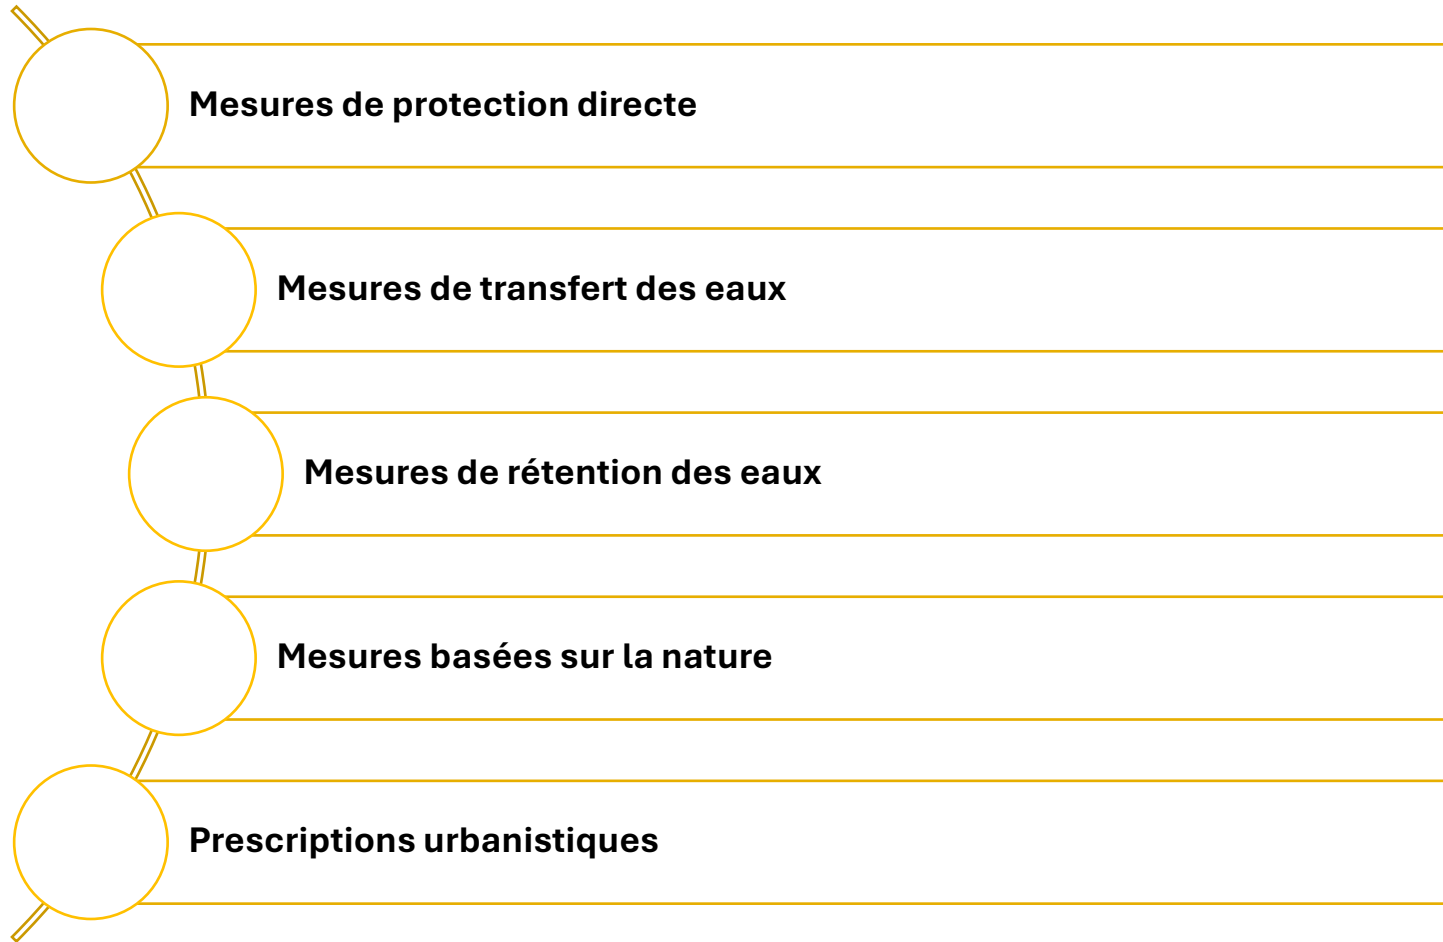 Mesures de protection directe
Mesures de transfert des eaux
Mesures de rétention des eaux
Mesures basées sur la nature
Prescriptions urbanistiques